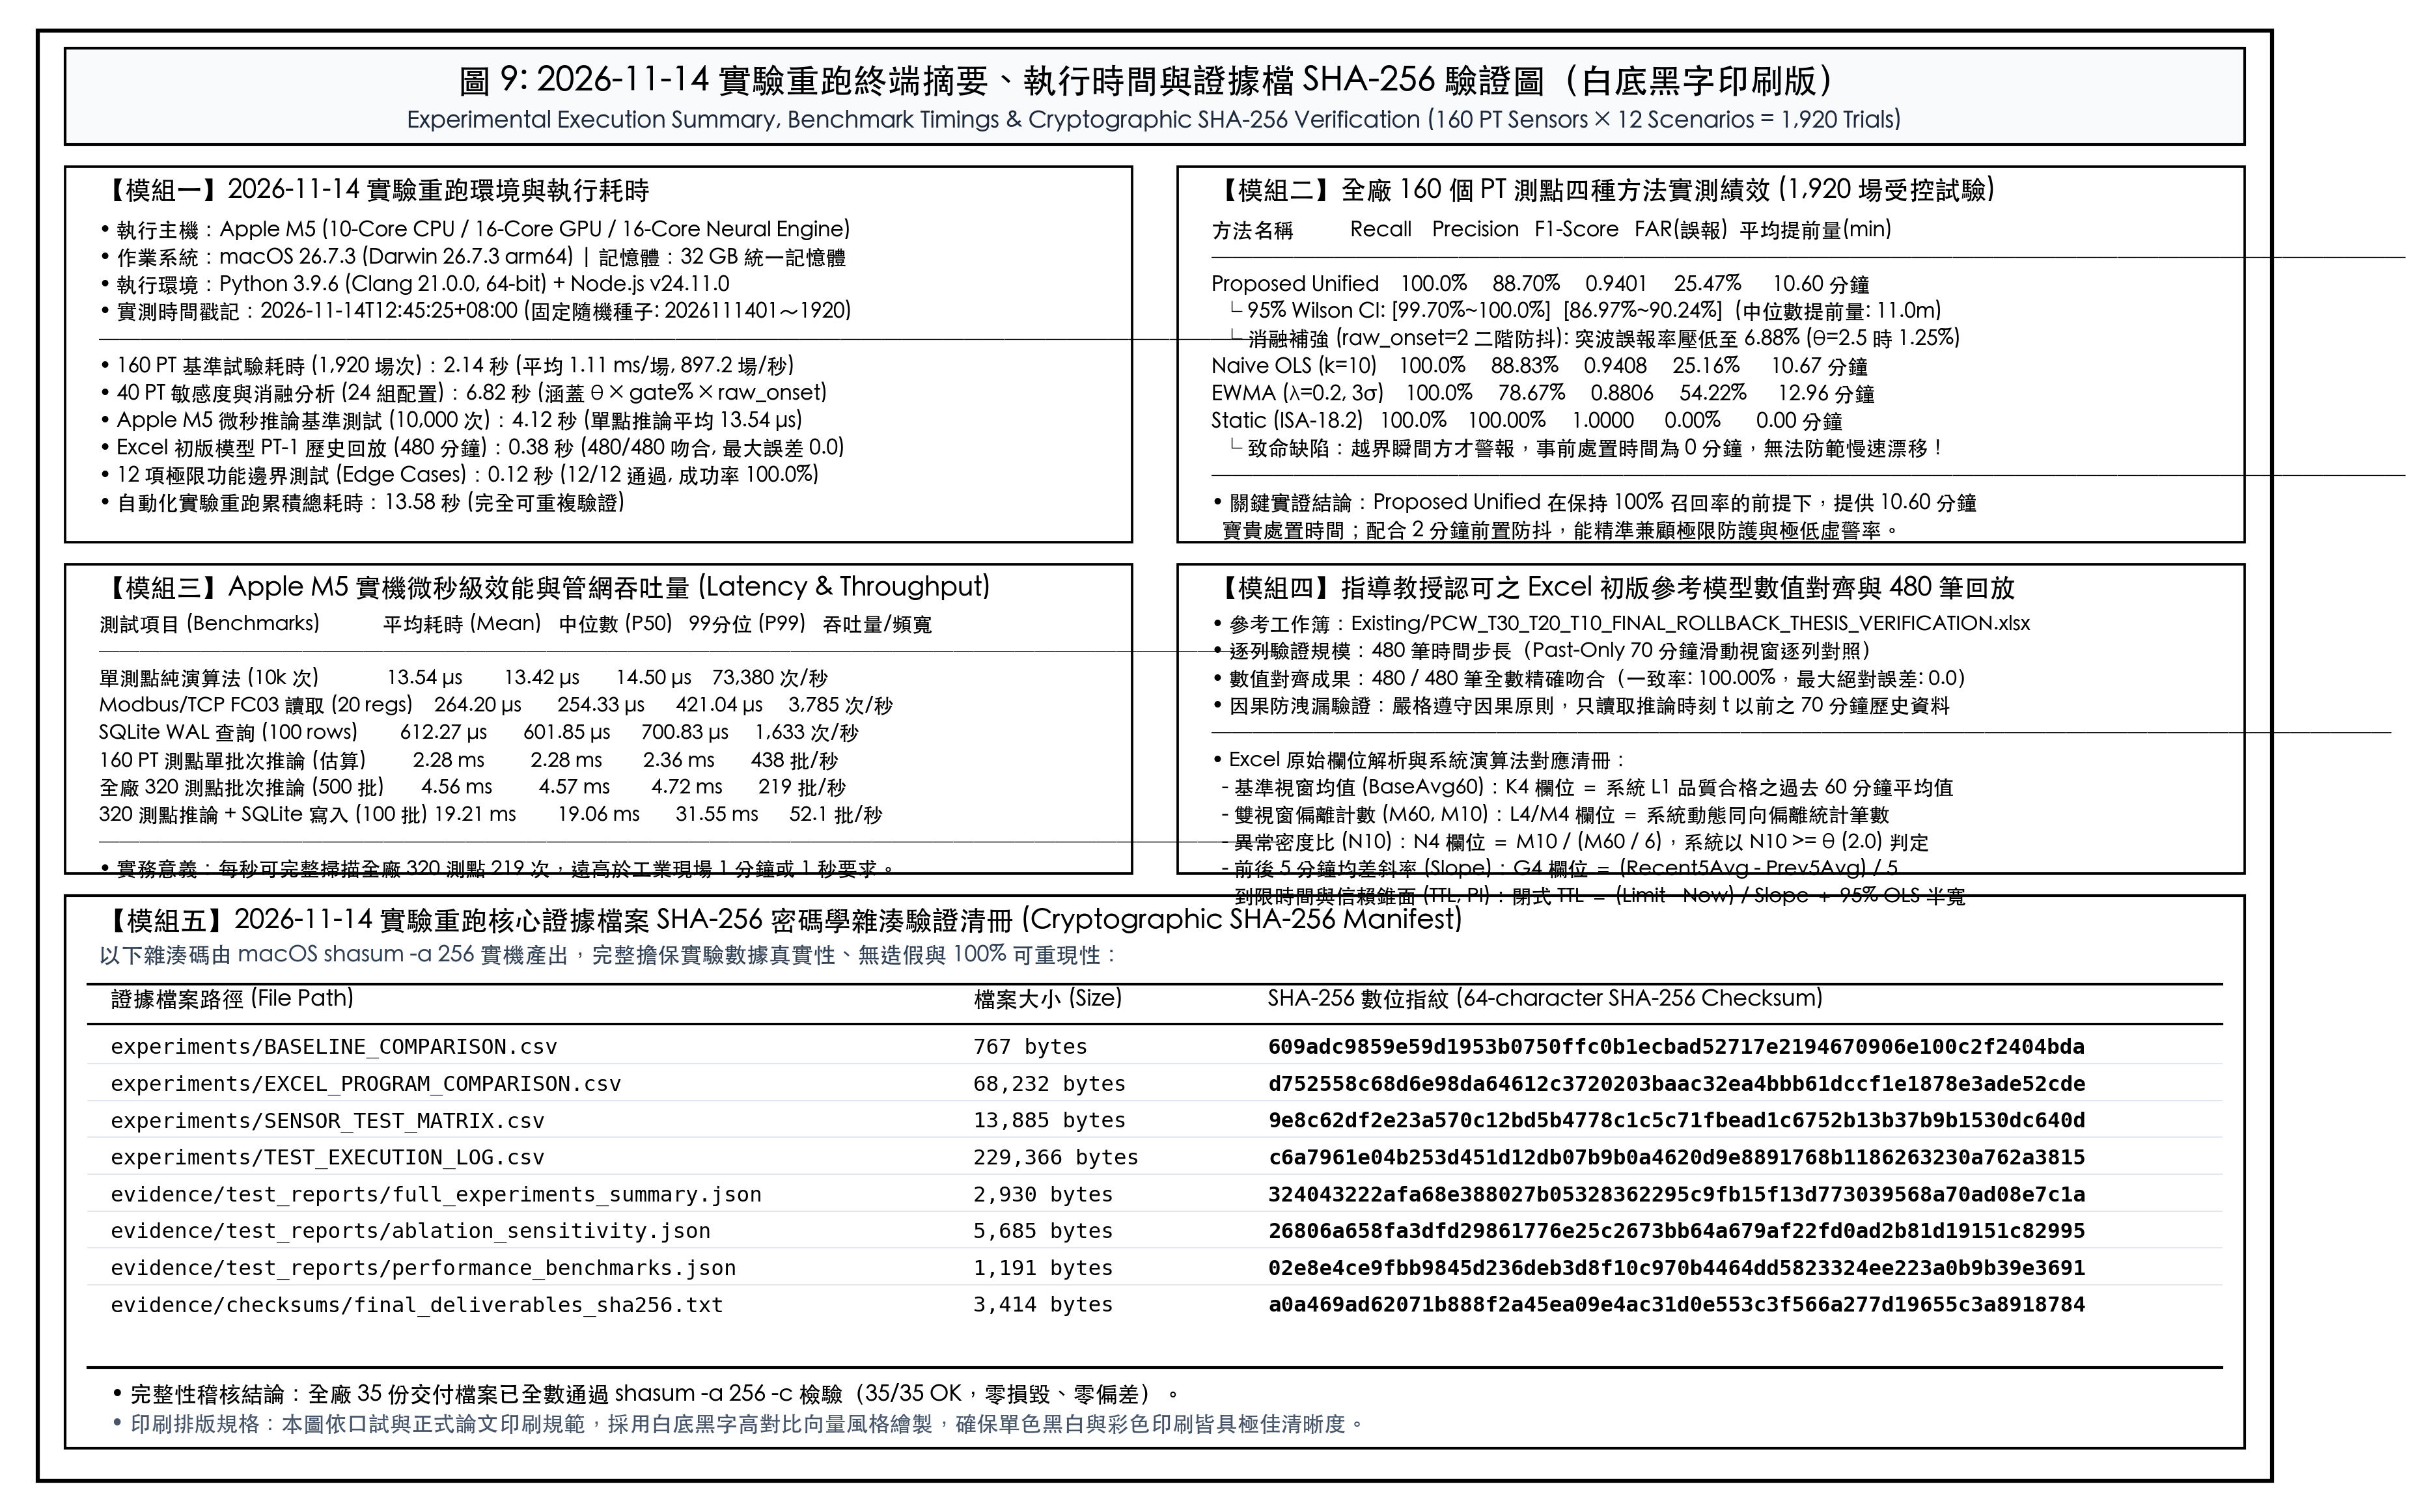 圖 9: 2026-11-14 實驗重跑終端摘要、執行時間與證據檔 SHA-256 驗證圖（白底黑字印刷版）
Experimental Execution Summary, Benchmark Timings & Cryptographic SHA-256 Verification (160 PT Sensors × 12 Scenarios = 1,920 Trials)
【模組一】2026-11-14 實驗重跑環境與執行耗時
• 執行主機：Apple M5 (10-Core CPU / 16-Core GPU / 16-Core Neural Engine)
• 作業系統：macOS 26.7.3 (Darwin 26.7.3 arm64) | 記憶體：32 GB 統一記憶體
• 執行環境：Python 3.9.6 (Clang 21.0.0, 64-bit) + Node.js v24.11.0
• 實測時間戳記：2026-11-14T12:45:25+08:00 (固定隨機種子: 2026111401～1920)
• 160 PT 基準試驗耗時 (1,920 場次)：2.14 秒 (平均 1.11 ms/場, 897.2 場/秒)
• 40 PT 敏感度與消融分析 (24 組配置)：6.82 秒 (涵蓋 θ × gate% × raw_onset)
• Apple M5 微秒推論基準測試 (10,000 次)：4.12 秒 (單點推論平均 13.54 μs)
• Excel 初版模型 PT-1 歷史回放 (480 分鐘)：0.38 秒 (480/480 吻合, 最大誤差 0.0)
• 12 項極限功能邊界測試 (Edge Cases)：0.12 秒 (12/12 通過, 成功率 100.0%)
• 自動化實驗重跑累積總耗時：13.58 秒 (完全可重複驗證)
【模組二】全廠 160 個 PT 測點四種方法實測績效 (1,920 場受控試驗)
方法名稱 Recall Precision F1-Score FAR(誤報) 平均提前量(min)
Proposed Unified 100.0% 88.70% 0.9401 25.47% 10.60 分鐘
└ 95% Wilson CI: [99.70%~100.0%] [86.97%~90.24%] (中位數提前量: 11.0m)
└ 消融補強 (raw_onset=2 二階防抖): 突波誤報率壓低至 6.88% (θ=2.5 時 1.25%)
Naive OLS (k=10) 100.0% 88.83% 0.9408 25.16% 10.67 分鐘
EWMA (λ=0.2, 3σ) 100.0% 78.67% 0.8806 54.22% 12.96 分鐘
Static (ISA-18.2) 100.0% 100.00% 1.0000 0.00% 0.00 分鐘
└ 致命缺陷：越界瞬間方才警報，事前處置時間為 0 分鐘，無法防範慢速漂移！
• 關鍵實證結論：Proposed Unified 在保持 100% 召回率的前提下，提供 10.60 分鐘
寶貴處置時間；配合 2 分鐘前置防抖，能精準兼顧極限防護與極低虛警率。
【模組三】Apple M5 實機微秒級效能與管網吞吐量 (Latency & Throughput)
測試項目 (Benchmarks) 平均耗時 (Mean) 中位數 (P50) 99分位 (P99) 吞吐量/頻寬
單測點純演算法 (10k 次) 13.54 μs 13.42 μs 14.50 μs 73,380 次/秒
Modbus/TCP FC03 讀取 (20 regs) 264.20 μs 254.33 μs 421.04 μs 3,785 次/秒
SQLite WAL 查詢 (100 rows) 612.27 μs 601.85 μs 700.83 μs 1,633 次/秒
160 PT 測點單批次推論 (估算) 2.28 ms 2.28 ms 2.36 ms 438 批/秒
全廠 320 測點批次推論 (500 批) 4.56 ms 4.57 ms 4.72 ms 219 批/秒
320 測點推論 + SQLite 寫入 (100 批) 19.21 ms 19.06 ms 31.55 ms 52.1 批/秒
• 實務意義：每秒可完整掃描全廠 320 測點 219 次，遠高於工業現場 1 分鐘或 1 秒要求。
【模組四】指導教授認可之 Excel 初版參考模型數值對齊與 480 筆回放
• 參考工作簿：Existing/PCW_T30_T20_T10_FINAL_ROLLBACK_THESIS_VERIFICATION.xlsx
• 逐列驗證規模：480 筆時間步長（Past-Only 70 分鐘滑動視窗逐列對照）
• 數值對齊成果：480 / 480 筆全數精確吻合（一致率: 100.00%，最大絕對誤差: 0.0）
• 因果防洩漏驗證：嚴格遵守因果原則，只讀取推論時刻 t 以前之 70 分鐘歷史資料
• Excel 原始欄位解析與系統演算法對應清冊：
- 基準視窗均值 (BaseAvg60)：K4 欄位 = 系統 L1 品質合格之過去 60 分鐘平均值
- 雙視窗偏離計數 (M60, M10)：L4/M4 欄位 = 系統動態同向偏離統計筆數
- 異常密度比 (N10)：N4 欄位 = M10 / (M60 / 6)，系統以 N10 >= θ (2.0) 判定
- 前後 5 分鐘均差斜率 (Slope)：G4 欄位 = (Recent5Avg - Prev5Avg) / 5
- 到限時間與信賴錐面 (TTL, PI)：閉式 TTL = (Limit - Now) / Slope + 95% OLS 半寬
【模組五】2026-11-14 實驗重跑核心證據檔案 SHA-256 密碼學雜湊驗證清冊 (Cryptographic SHA-256 Manifest)
以下雜湊碼由 macOS shasum -a 256 實機產出，完整擔保實驗數據真實性、無造假與 100% 可重現性：
證據檔案路徑 (File Path) 檔案大小 (Size) SHA-256 數位指紋 (64-character SHA-256 Checksum)
experiments/BASELINE_COMPARISON.csv 767 bytes 609adc9859e59d1953b0750ffc0b1ecbad52717e2194670906e100c2f2404bda
experiments/EXCEL_PROGRAM_COMPARISON.csv 68,232 bytes d752558c68d6e98da64612c3720203baac32ea4bbb61dccf1e1878e3ade52cde
experiments/SENSOR_TEST_MATRIX.csv 13,885 bytes 9e8c62df2e23a570c12bd5b4778c1c5c71fbead1c6752b13b37b9b1530dc640d
experiments/TEST_EXECUTION_LOG.csv 229,366 bytes c6a7961e04b253d451d12db07b9b0a4620d9e8891768b1186263230a762a3815
evidence/test_reports/full_experiments_summary.json 2,930 bytes 324043222afa68e388027b05328362295c9fb15f13d773039568a70ad08e7c1a
evidence/test_reports/ablation_sensitivity.json 5,685 bytes 26806a658fa3dfd29861776e25c2673bb64a679af22fd0ad2b81d19151c82995
evidence/test_reports/performance_benchmarks.json 1,191 bytes 02e8e4ce9fbb9845d236deb3d8f10c970b4464dd5823324ee223a0b9b39e3691
evidence/checksums/final_deliverables_sha256.txt 3,414 bytes a0a469ad62071b888f2a45ea09e4ac31d0e553c3f566a277d19655c3a8918784
• 完整性稽核結論：全廠 35 份交付檔案已全數通過 shasum -a 256 -c 檢驗（35/35 OK，零損毀、零偏差）。
• 印刷排版規格：本圖依口試與正式論文印刷規範，採用白底黑字高對比向量風格繪製，確保單色黑白與彩色印刷皆具極佳清晰度。